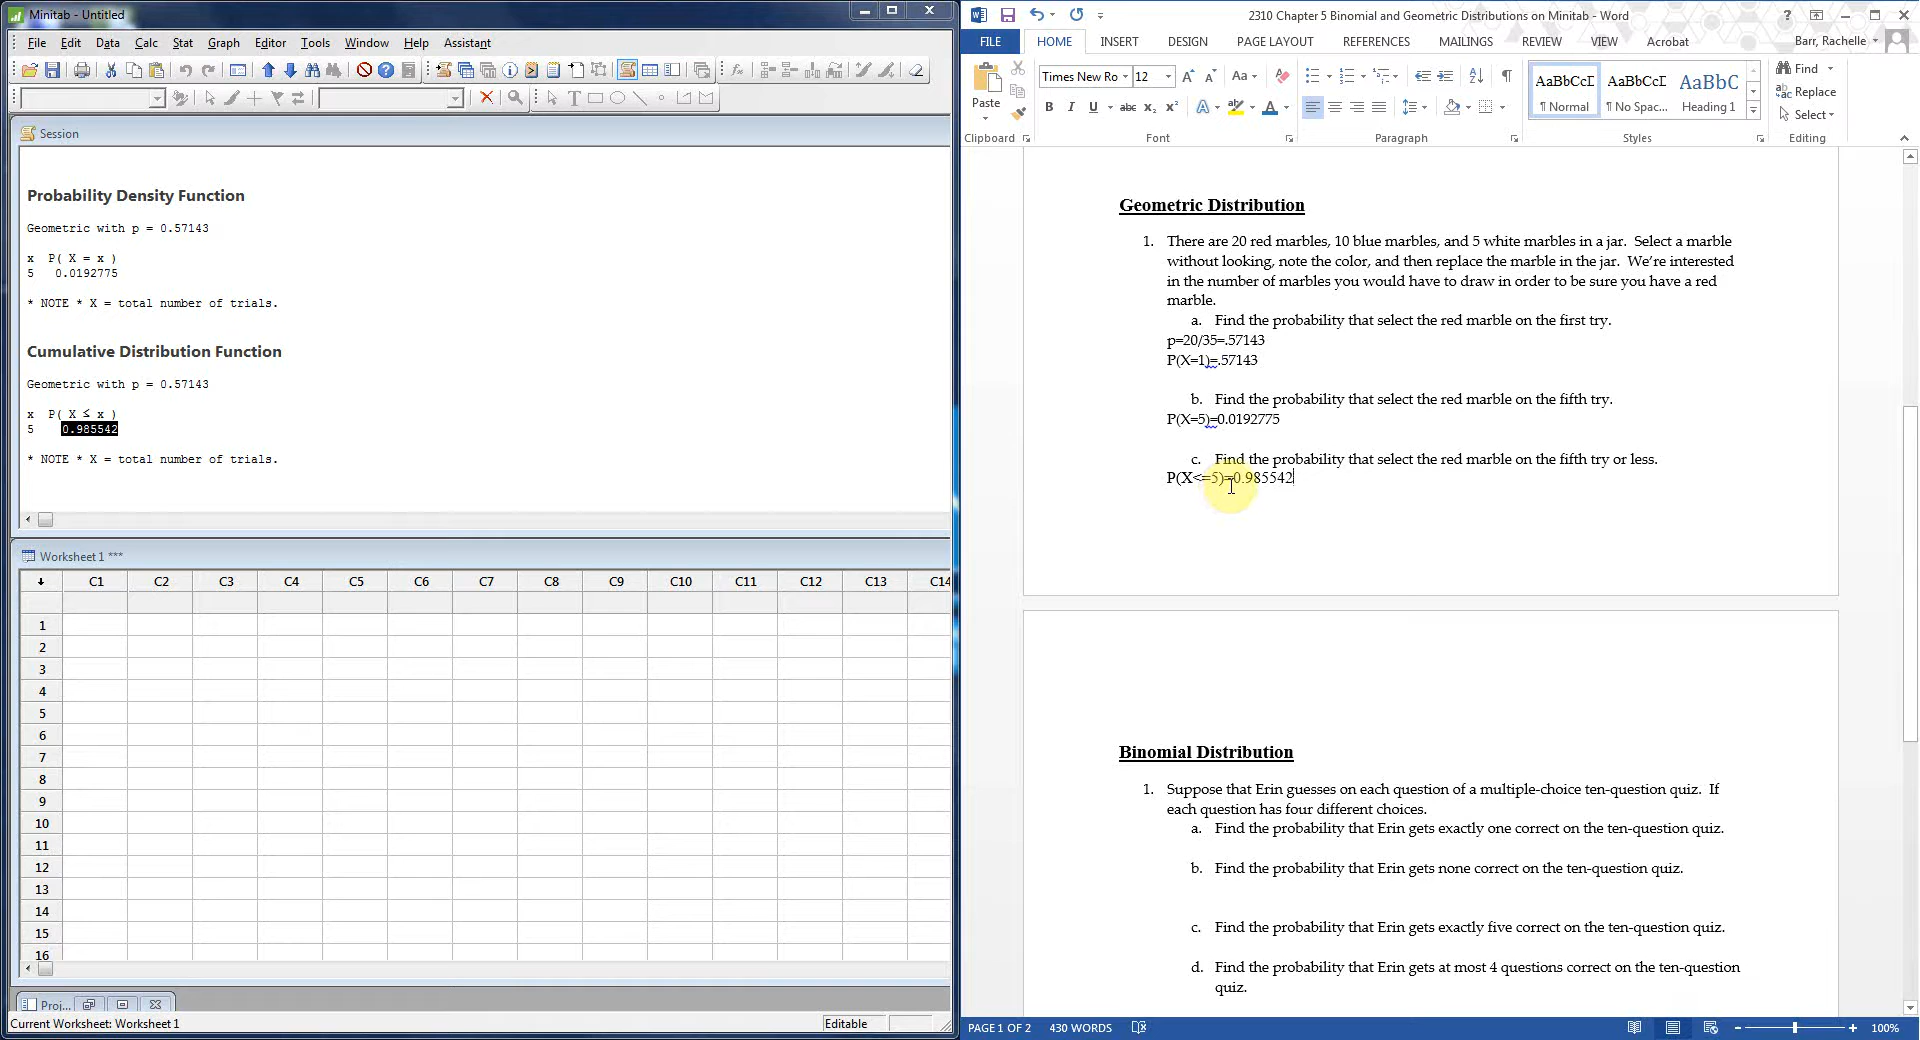 Minitab - Untitled
File Edit Data Calc Stat Graph Editor Tools Window Help Assistant
Session
Probability Density Function
Geometric with p = 0.57143
x P( X = x )
5 0.0192775
* NOTE * X = total number of trials.
Cumulative Distribution Function
Geometric with p = 0.57143
x P( X ≤ x )
5 0.985542
* NOTE * X = total number of trials.
Worksheet 1 ***
C1 C2 C3 C4 C5 C6 C7 C8 C9 C10 C11 C12 C13 C14
1
2
3
4
5
6
7
8
9
10
11
12
13
14
15
16
Proj...
Current Worksheet: Worksheet 1
Editable
2310 Chapter 5 Binomial and Geometric Distributions on Minitab - Word
FILE HOME INSERT DESIGN PAGE LAYOUT REFERENCES MAILINGS REVIEW VIEW Acrobat Barr, Rachelle
Paste
Times New Ro 12
AaBbCcD AaBbCcD AaBbC
¶ Normal ¶ No Spac... Heading 1
Find
Replace
Select
Clipboard Font Paragraph Styles Editing
Geometric Distribution
1. There are 20 red marbles, 10 blue marbles, and 5 white marbles in a jar. Select a marble
without looking, note the color, and then replace the marble in the jar. We're interested
in the number of marbles you would have to draw in order to be sure you have a red
marble.
a. Find the probability that select the red marble on the first try.
p=20/35=.57143
P(X=1)=.57143
b. Find the probability that select the red marble on the fifth try.
P(X=5)=0.0192775
c. Find the probability that select the red marble on the fifth try or less.
P(X<=5)=0.985542
Binomial Distribution
1. Suppose that Erin guesses on each question of a multiple-choice ten-question quiz. If
each question has four different choices.
a. Find the probability that Erin gets exactly one correct on the ten-question quiz.
b. Find the probability that Erin gets none correct on the ten-question quiz.
c. Find the probability that Erin gets exactly five correct on the ten-question quiz.
d. Find the probability that Erin gets at most 4 questions correct on the ten-question
quiz.
PAGE 1 OF 2 430 WORDS
100%